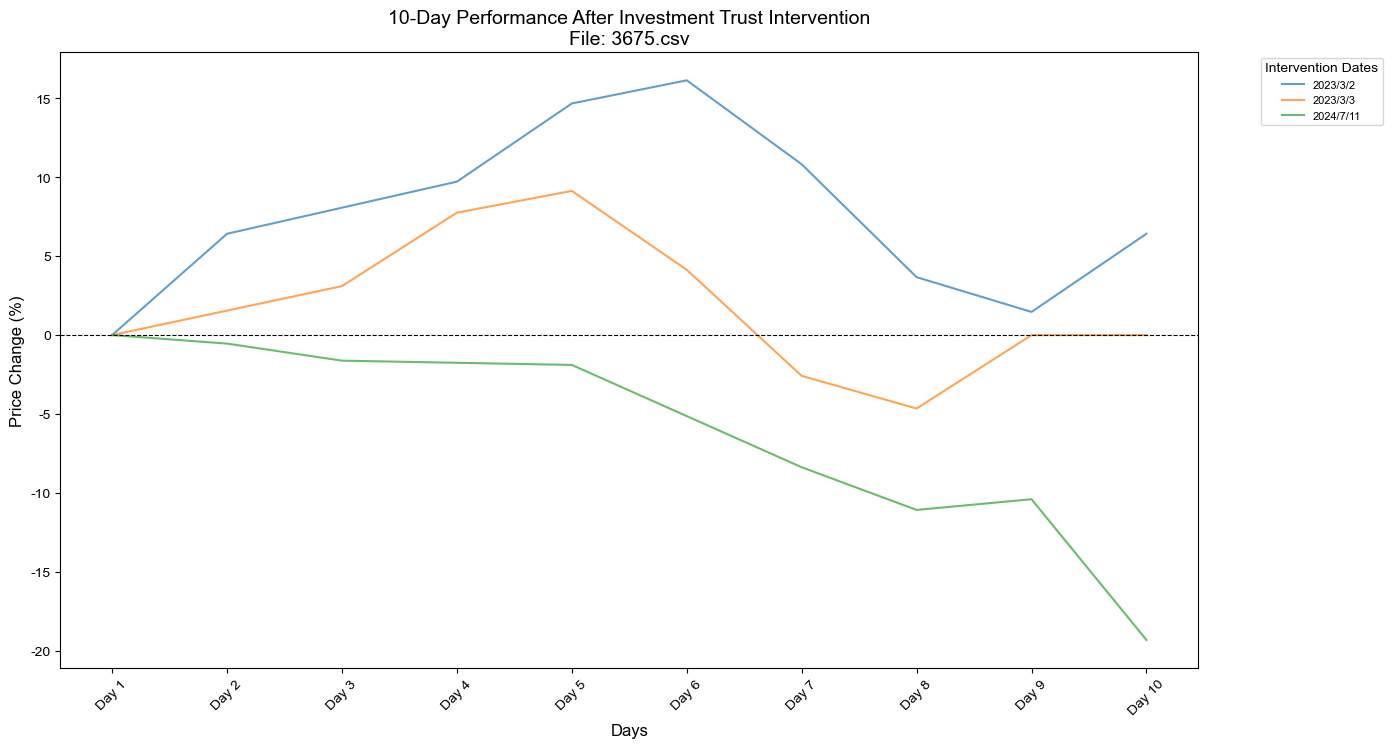 10-Day Performance After Investment Trust Intervention
File: 3675.csv
Intervention Dates
2023/3/2
2023/3/3
2024/7/11
Price Change (%)
15
10
5
0
-5
-10
-15
-20
Day 1
Day 2
Day 3
Day 4
Day 5
Day 6
Day 7
Day 8
Day 9
Day 10
Days